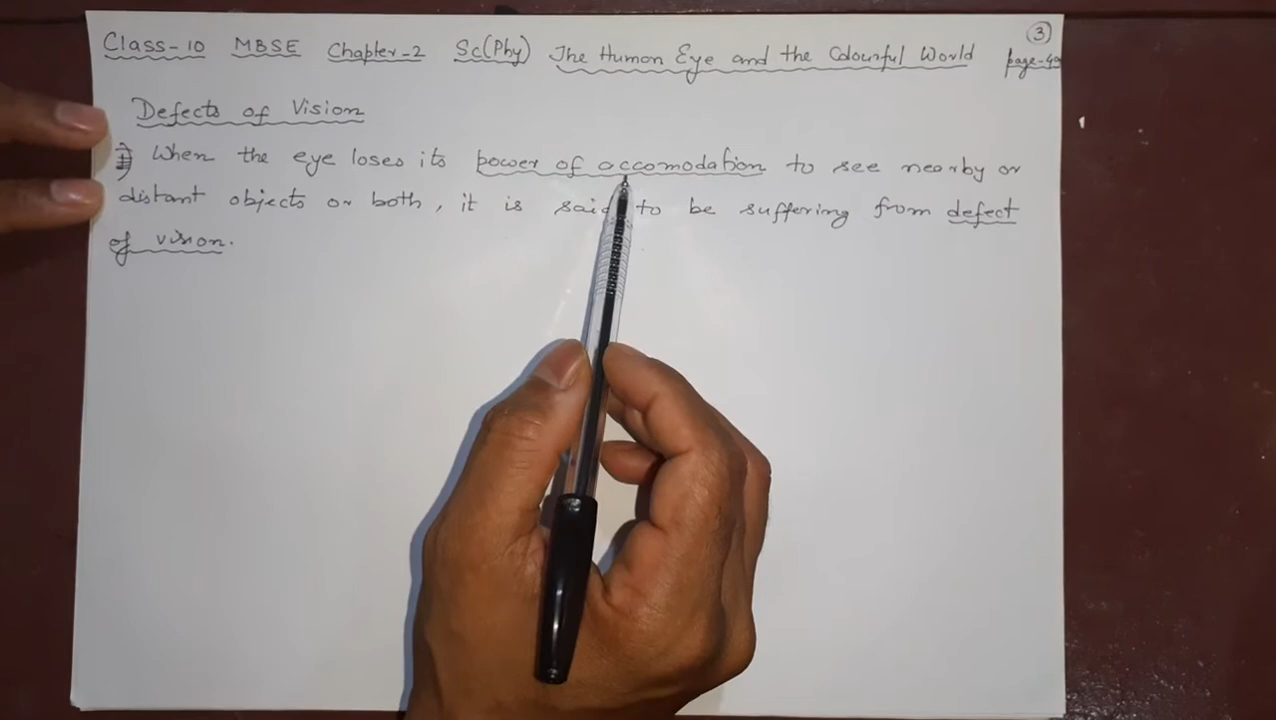 ③
Class-10 MBSE Chapter-2 Sc(Phy) The Human Eye and the Colourful World page-49
Defects of Vision
When the eye loses its power of accomodation to see nearby or
distant objects or both, it is said to be suffering from defect
of vision.